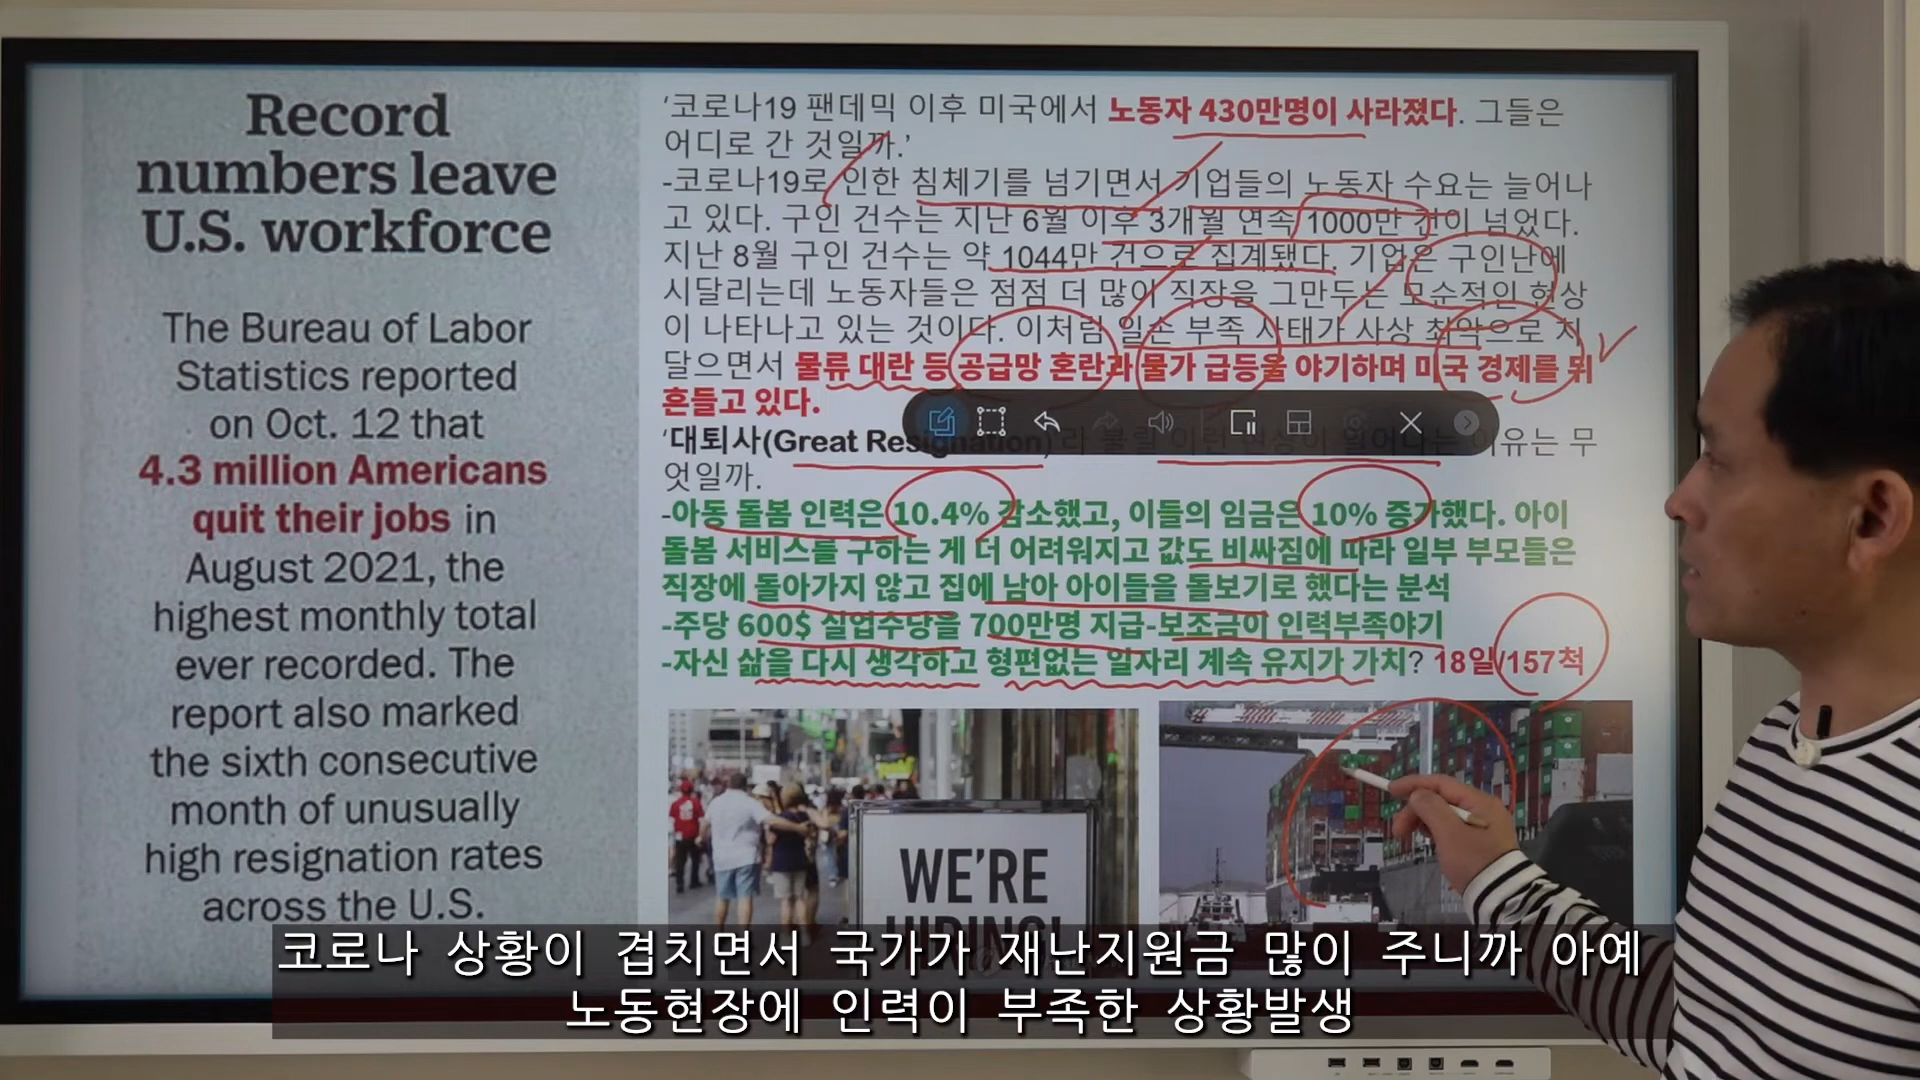 Record
numbers leave
U.S. workforce
The Bureau of Labor
Statistics reported
on Oct. 12 that
4.3 million Americans
quit their jobs in
August 2021, the
highest monthly total
ever recorded. The
report also marked
the sixth consecutive
month of unusually
high resignation rates
across the U.S.
‘코로나19 팬데믹 이후 미국에서 노동자 430만명이 사라졌다. 그들은
어디로 간 것일까.’
-코로나19로 인한 침체기를 넘기면서 기업들의 노동자 수요는 늘어나
고 있다. 구인 건수는 지난 6월 이후 3개월 연속 1000만 건이 넘었다.
지난 8월 구인 건수는 약 1044만 건으로 집계됐다. 기업은 구인난에
시달리는데 노동자들은 점점 더 많이 직장을 그만두는 모순적인 현상
이 나타나고 있는 것이다. 이처럼 일손 부족 사태가 사상 최악으로 치
달으면서 물류 대란 등 공급망 혼란과 물가 급등을 야기하며 미국 경제를 뒤
흔들고 있다.
‘대퇴사(Great Resignation)’라 불릴 이런 현상이 일어나는 이유는 무
엇일까.
-아동 돌봄 인력은 10.4% 감소했고, 이들의 임금은 10% 증가했다. 아이
돌봄 서비스를 구하는 게 더 어려워지고 값도 비싸짐에 따라 일부 부모들은
직장에 돌아가지 않고 집에 남아 아이들을 돌보기로 했다는 분석
-주당 600$ 실업수당을 700만명 지급-보조금이 인력부족야기
-자신 삶을 다시 생각하고 형편없는 일자리 계속 유지가 가치? 18일/157척
WE'RE
HIRING!
코로나 상황이 겹치면서 국가가 재난지원금 많이 주니까 아예
노동현장에 인력이 부족한 상황발생